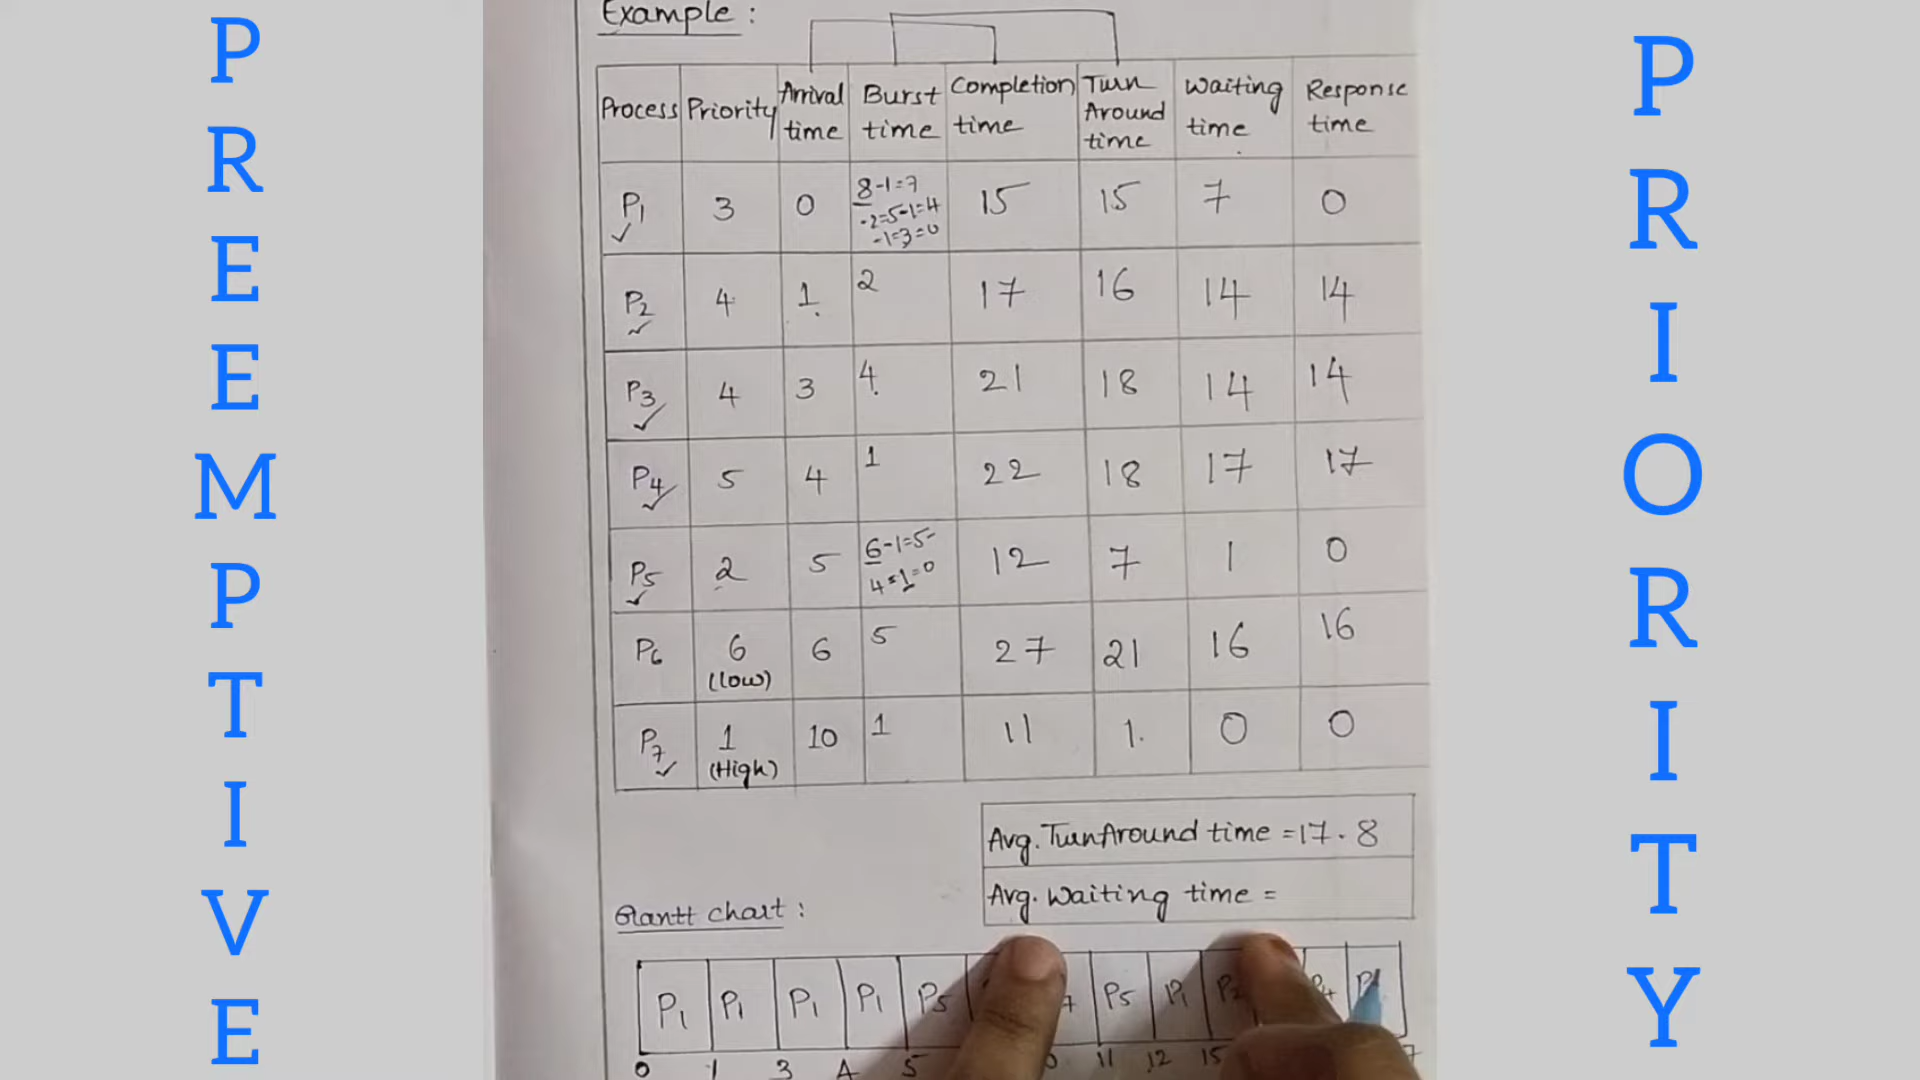 PREEMPTIVE
Example :
Process Priority Arrival time Burst time Completion time Turn Around time Waiting time Response time
P1 3 0 8-1=7 -2=5-1=4 -1=3=0 15 15 7 0
P2 4 1 2 17 16 14 14
P3 4 3 4 21 18 14 14
P4 5 4 1 22 18 17 17
P5 2 5 6-1=5- 4=1=0 12 7 1 0
P6 6 (low) 6 5 27 21 16 16
P7 1 (High) 10 1 11 1 0 0
Avg. TurnAround time = 17.8
Avg. Waiting time =
Gantt chart :
P1 P1 P1 P1 P5 P5 P1 P2
0 1 3 4 5 11 12 15
PRIORITY